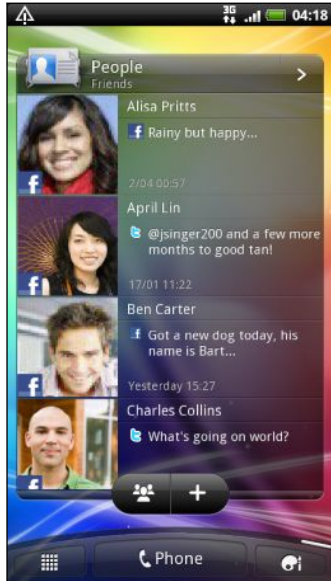 3G
04:18
People
Friends
Alisa Pritts
Rainy but happy...
2/04 00:57
April Lin
@jsinger200 and a few more
months to good tan!
17/01 11:22
Ben Carter
Got a new dog today, his
name is Bart...
Yesterday 15:27
Charles Collins
What's going on world?
Phone